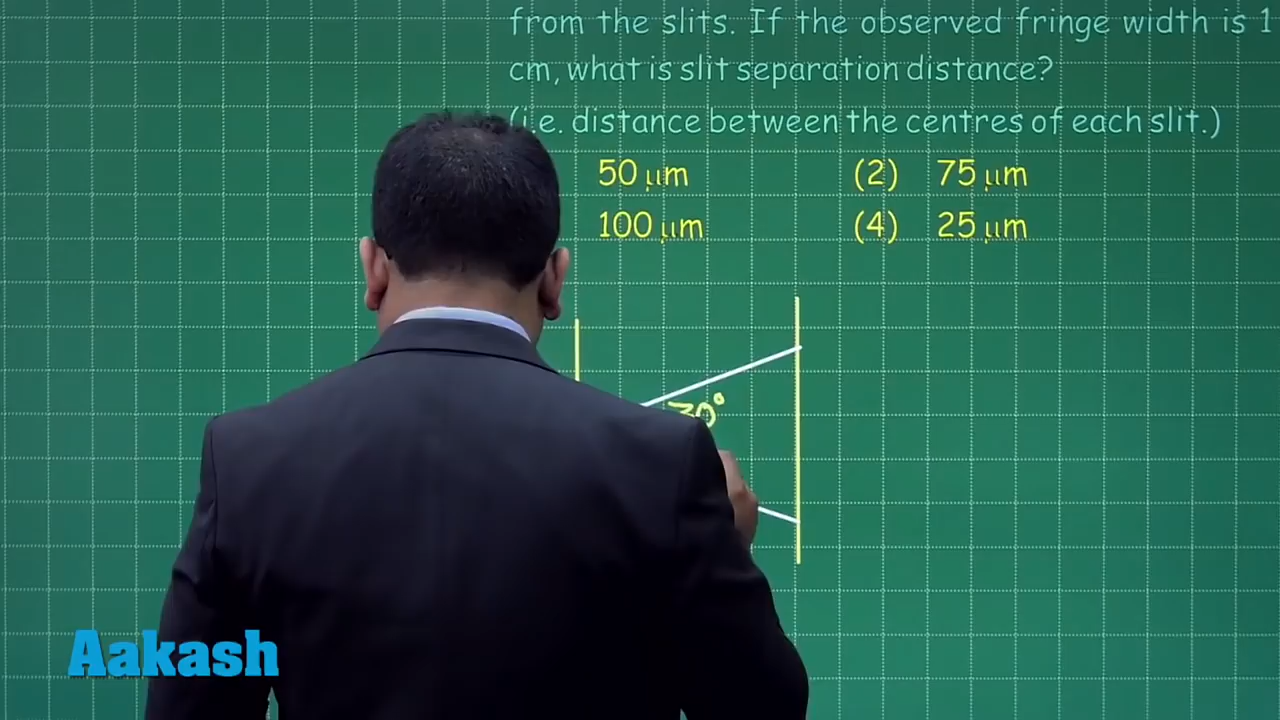 from the slits. If the observed fringe width is 1
cm, what is slit separation distance?
(i.e. distance between the centres of each slit.)
50 μm (2) 75 μm
100 μm (4) 25 μm
30°
Aakash